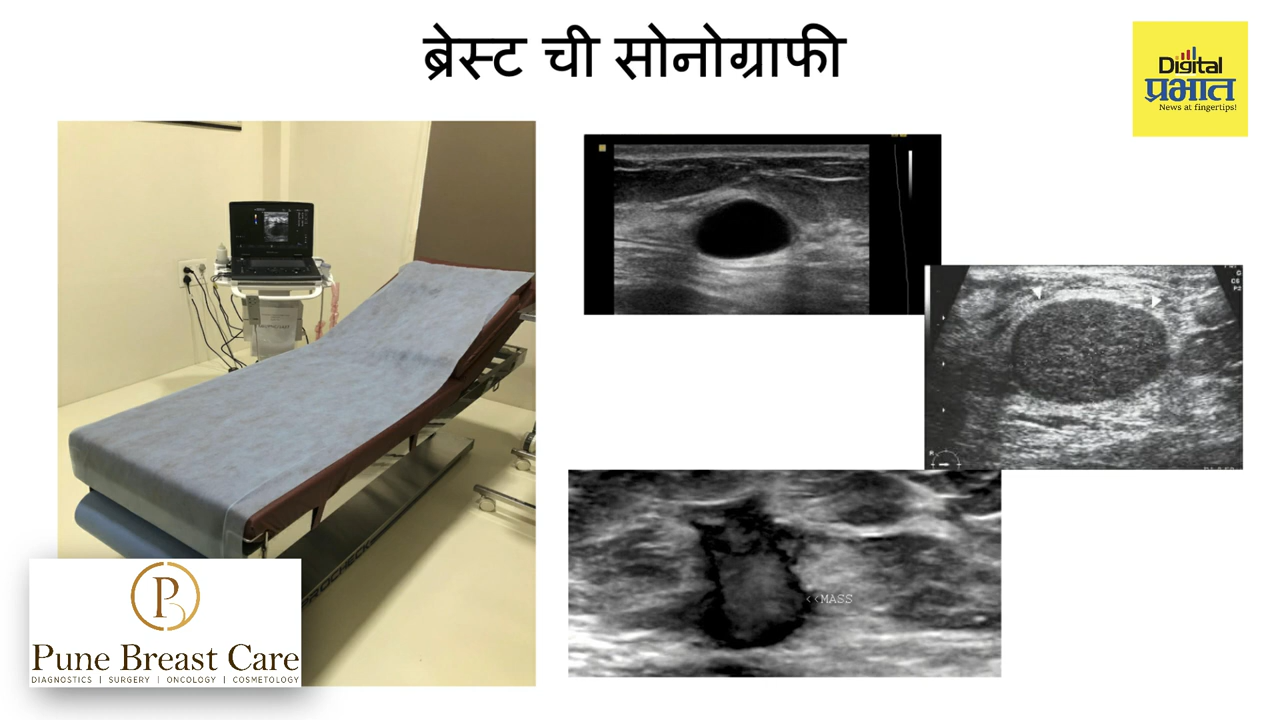 ब्रेस्ट ची सोनोग्राफी
Digital
प्रभात
News at fingertips!
<<MASS
Pune Breast Care
DIAGNOSTICS | SURGERY | ONCOLOGY | COSMETOLOGY